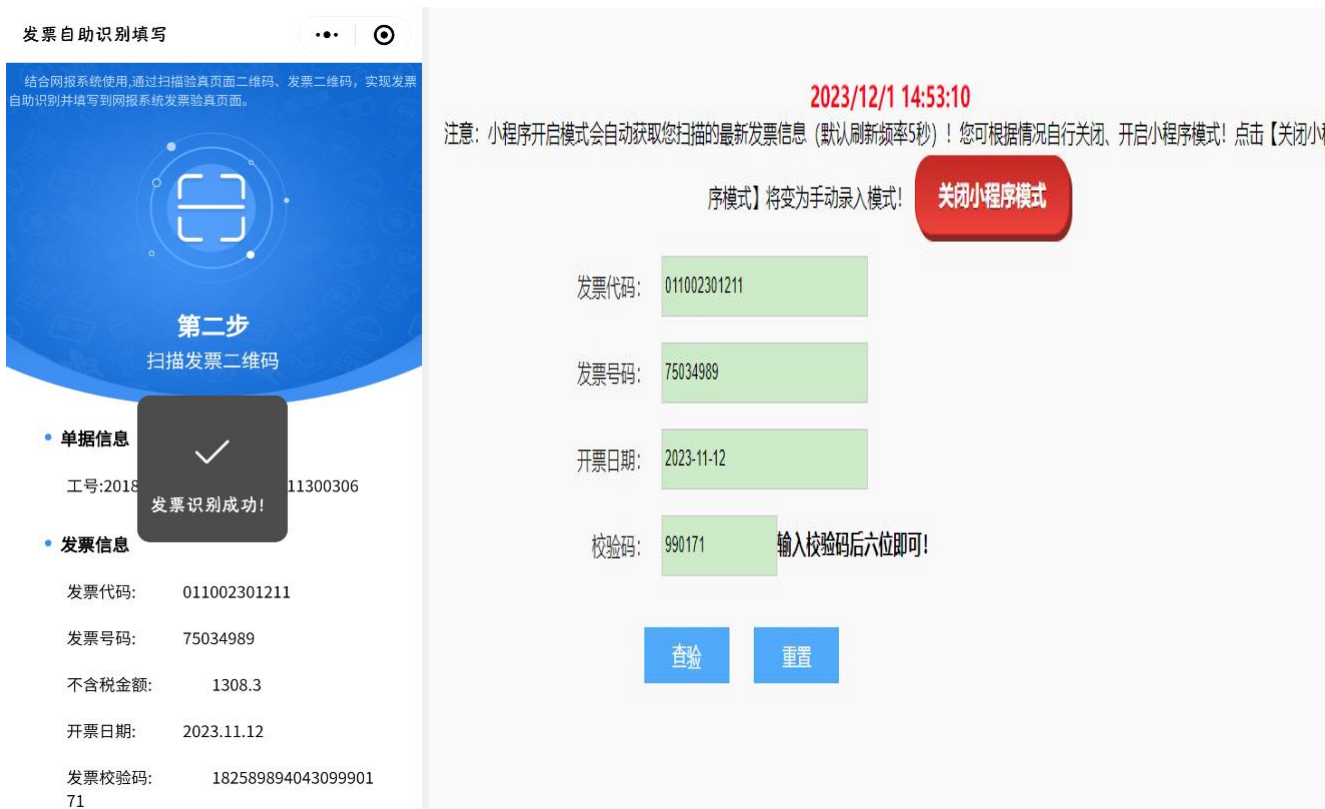 发票自助识别填写
结合网报系统使用,通过扫描验真页面二维码、发票二维码，实现发票
自助识别并填写到网报系统发票验真页面。
第二步
扫描发票二维码
单据信息
工号:2018
11300306
发票识别成功!
发票信息
发票代码: 011002301211
发票号码: 75034989
不含税金额: 1308.3
开票日期: 2023.11.12
发票校验码: 182589894043099901
71
2023/12/1 14:53:10
注意：小程序开启模式会自动获取您扫描的最新发票信息（默认刷新频率5秒）！您可根据情况自行关闭、开启小程序模式！点击【关闭小程
序模式】将变为手动录入模式！ 关闭小程序模式
发票代码： 011002301211
发票号码： 75034989
开票日期： 2023-11-12
校验码： 990171 输入校验码后六位即可！
查验 重置